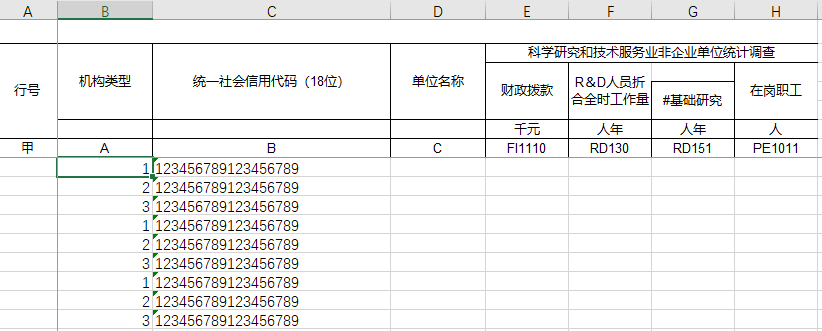 A B C D E F G H
科学研究和技术服务业非企业单位统计调查
行号 机构类型 统一社会信用代码（18位） 单位名称 财政拨款 R&D人员折合全时工作量 #基础研究 在岗职工
千元 人年 人年 人
甲 A B C FI1110 RD130 RD151 PE1011
1 123456789123456789
2 123456789123456789
3 123456789123456789
1 123456789123456789
2 123456789123456789
3 123456789123456789
1 123456789123456789
2 123456789123456789
3 123456789123456789